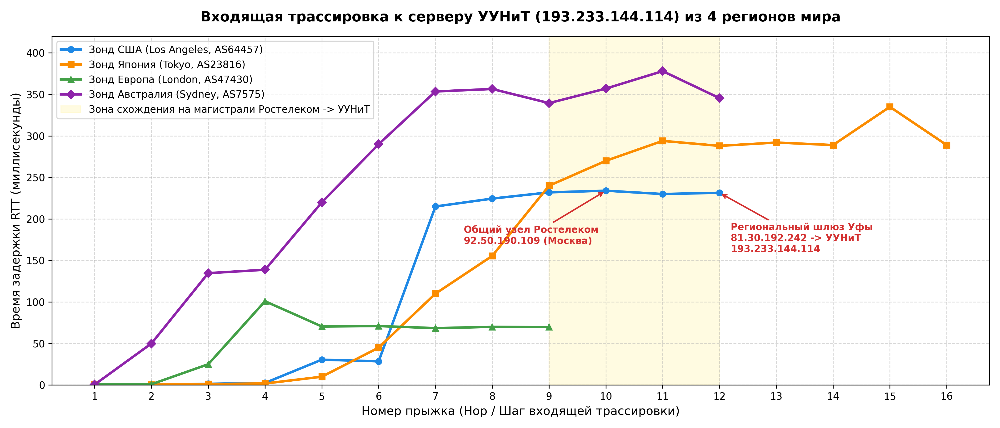 Входящая трассировка к серверу УУНиТ (193.233.144.114) из 4 регионов мира
Зонд США (Los Angeles, AS64457)
Зонд Япония (Tokyo, AS23816)
Зонд Европа (London, AS47430)
Зонд Австралия (Sydney, AS7575)
Зона схождения на магистрали Ростелеком -> УУНиТ
Время задержки RTT (миллисекунды)
400
350
300
250
200
150
100
50
0
Общий узел Ростелеком
92.50.190.109 (Москва)
Региональный шлюз Уфы
81.30.192.242 -> УУНиТ
193.233.144.114
1 2 3 4 5 6 7 8 9 10 11 12 13 14 15 16
Номер прыжка (Hop / Шаг входящей трассировки)